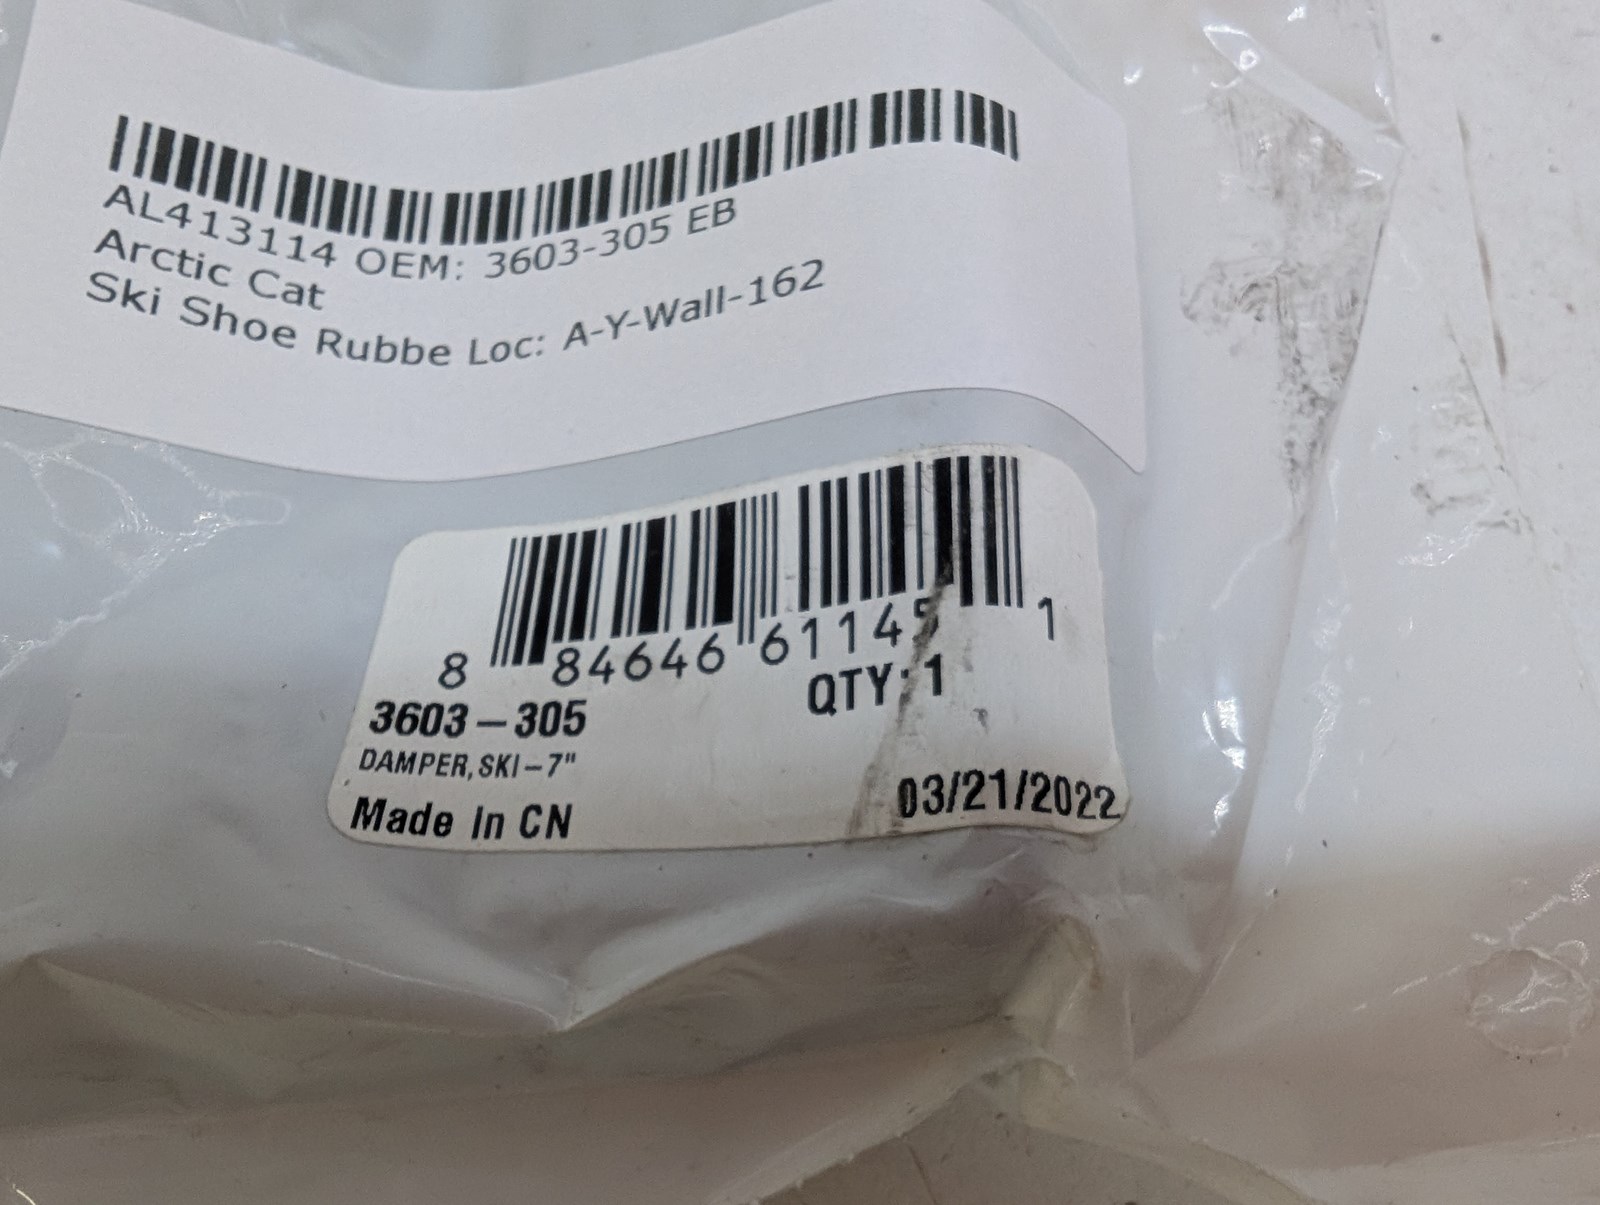 AL413114 OEM: 3603-305 EB
Arctic Cat
Ski Shoe Rubbe Loc: A-Y-Wall-162
8 84646 61145 1
QTY: 1
3603-305
DAMPER, SKI-7"
Made In CN
03/21/2022